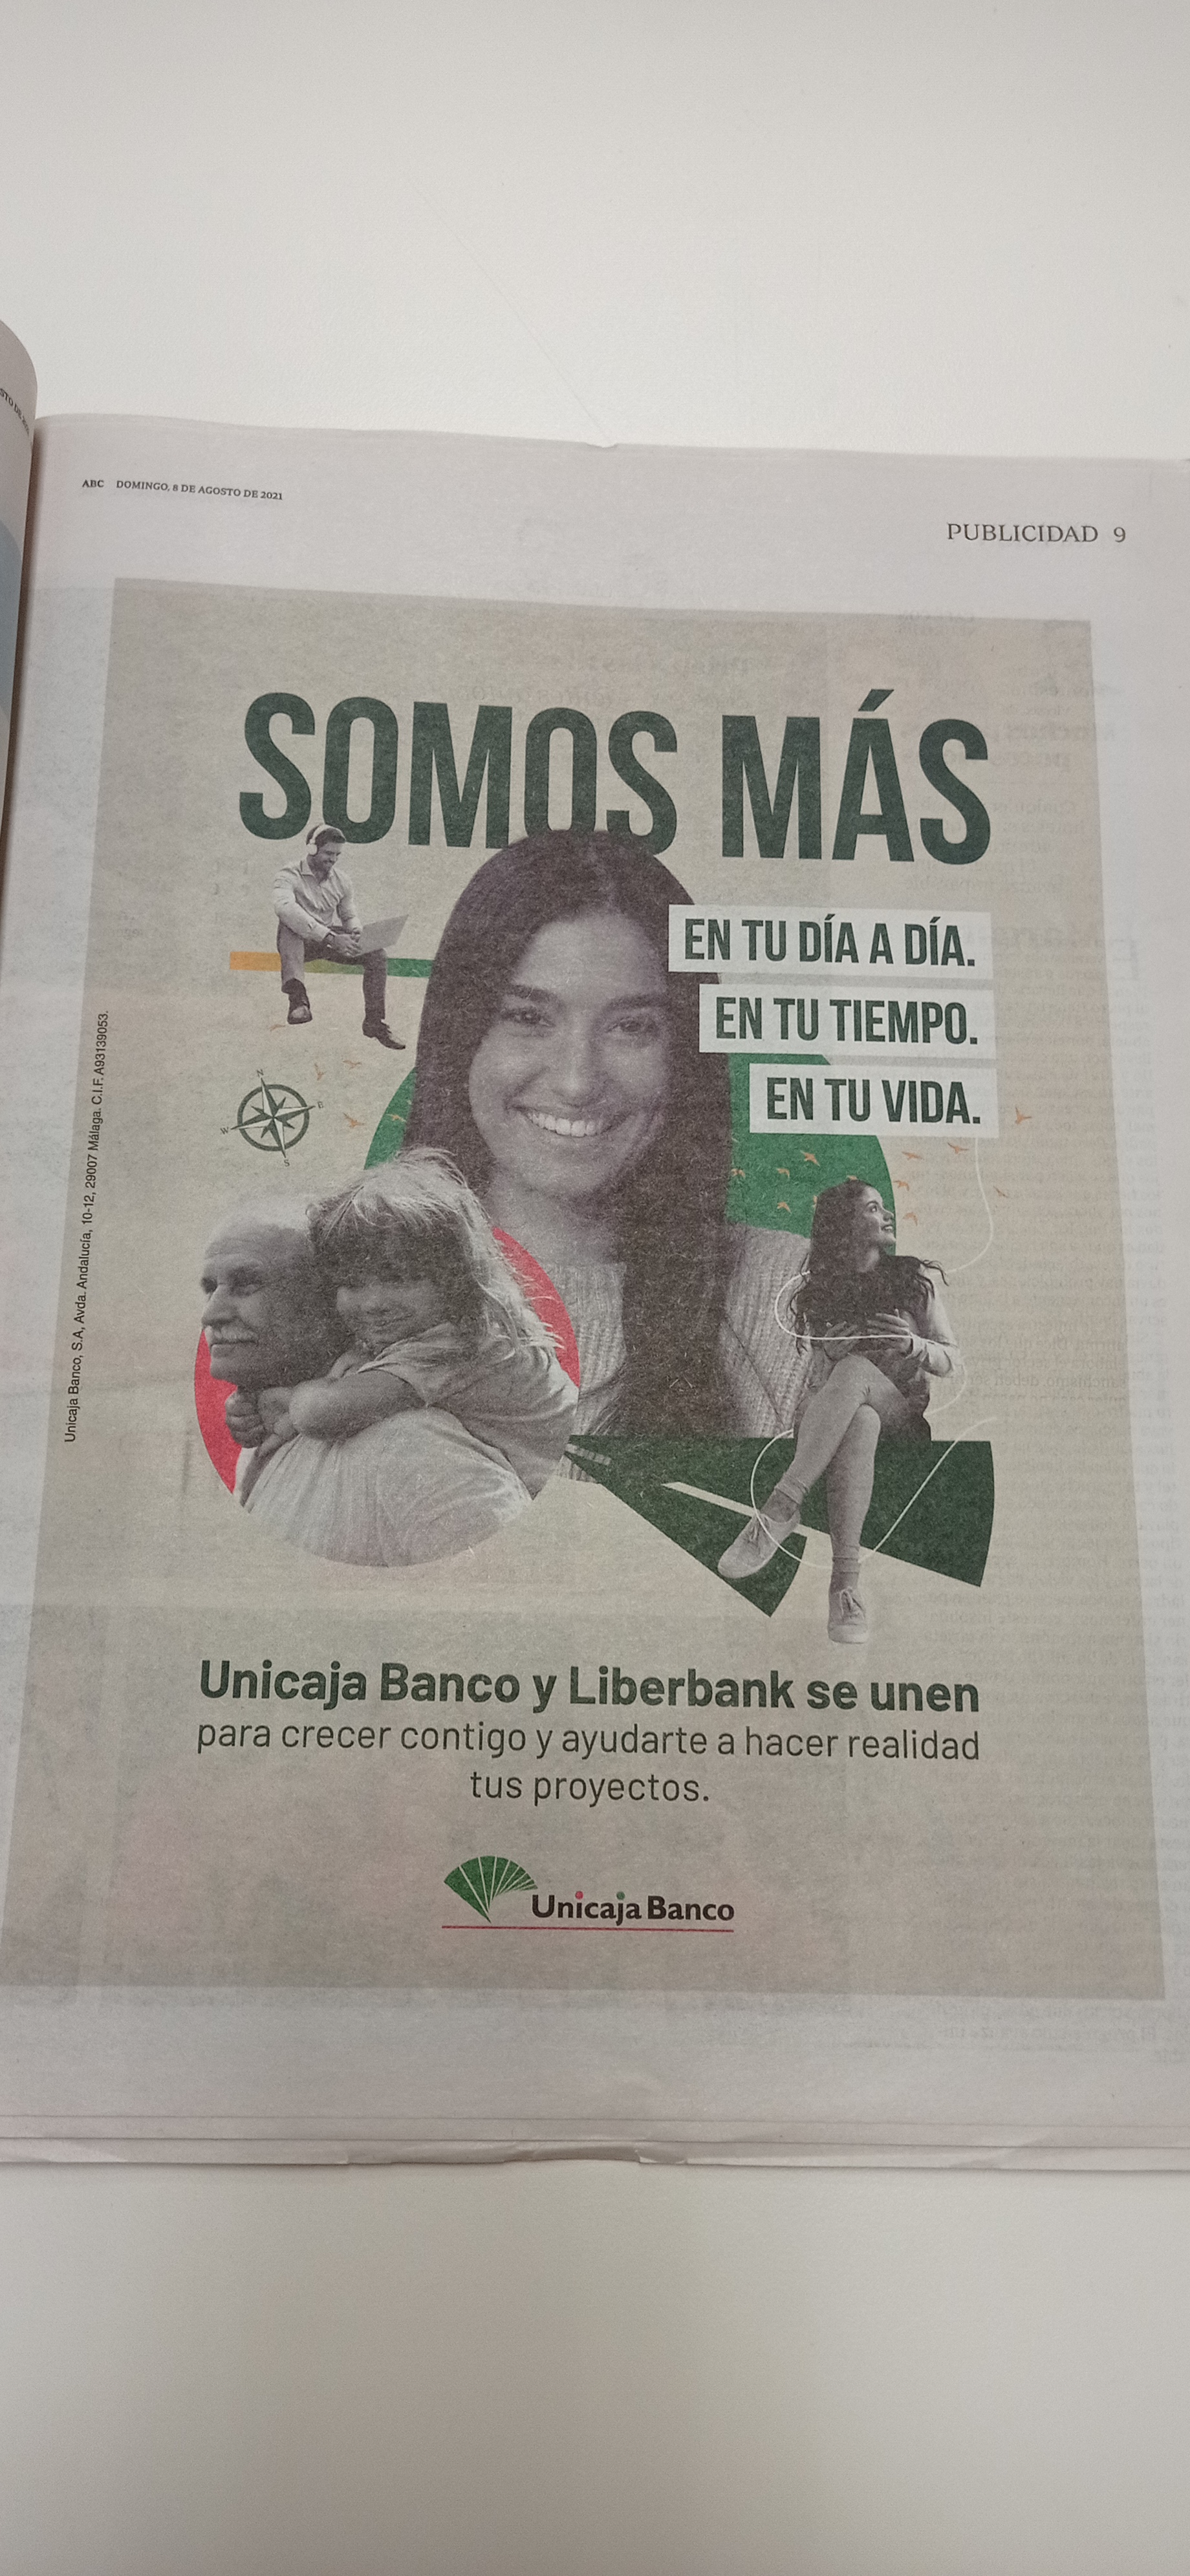 ABC DOMINGO, 8 DE AGOSTO DE 2021
PUBLICIDAD 9
SOMOS MÁS
EN TU DÍA A DÍA.
EN TU TIEMPO.
EN TU VIDA.
N
E
W
S
Unicaja Banco, S.A, Avda. Andalucía, 10-12, 29007 Málaga. C.I.F. A93139053.
Unicaja Banco y Liberbank se unen
para crecer contigo y ayudarte a hacer realidad
tus proyectos.
Unicaja Banco